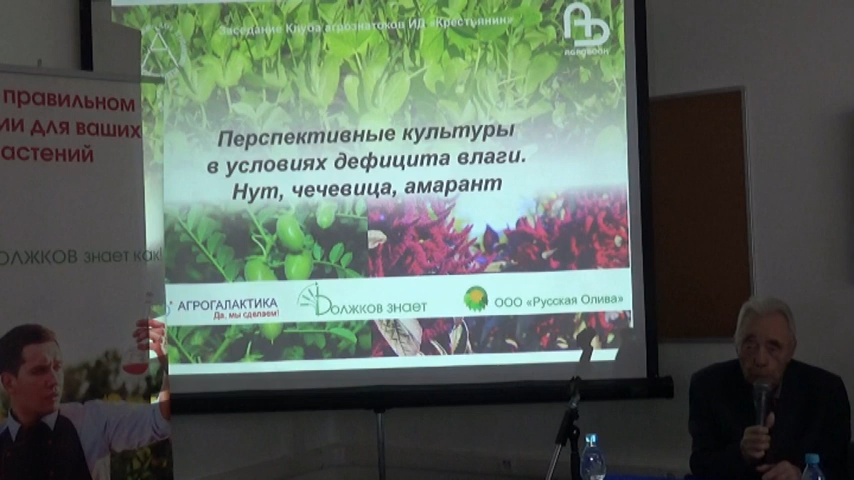 Заседание Клуба агрознатоков ИД «Крестьянин»
правильном
ии для ваших
астений
Перспективные культуры
в условиях дефицита влаги.
Нут, чечевица, амарант
ОЛЖКОВ знает как!
АГРОГАЛАКТИКА
Да, мы сделаем!
Должков знает
ООО «Русская Олива»